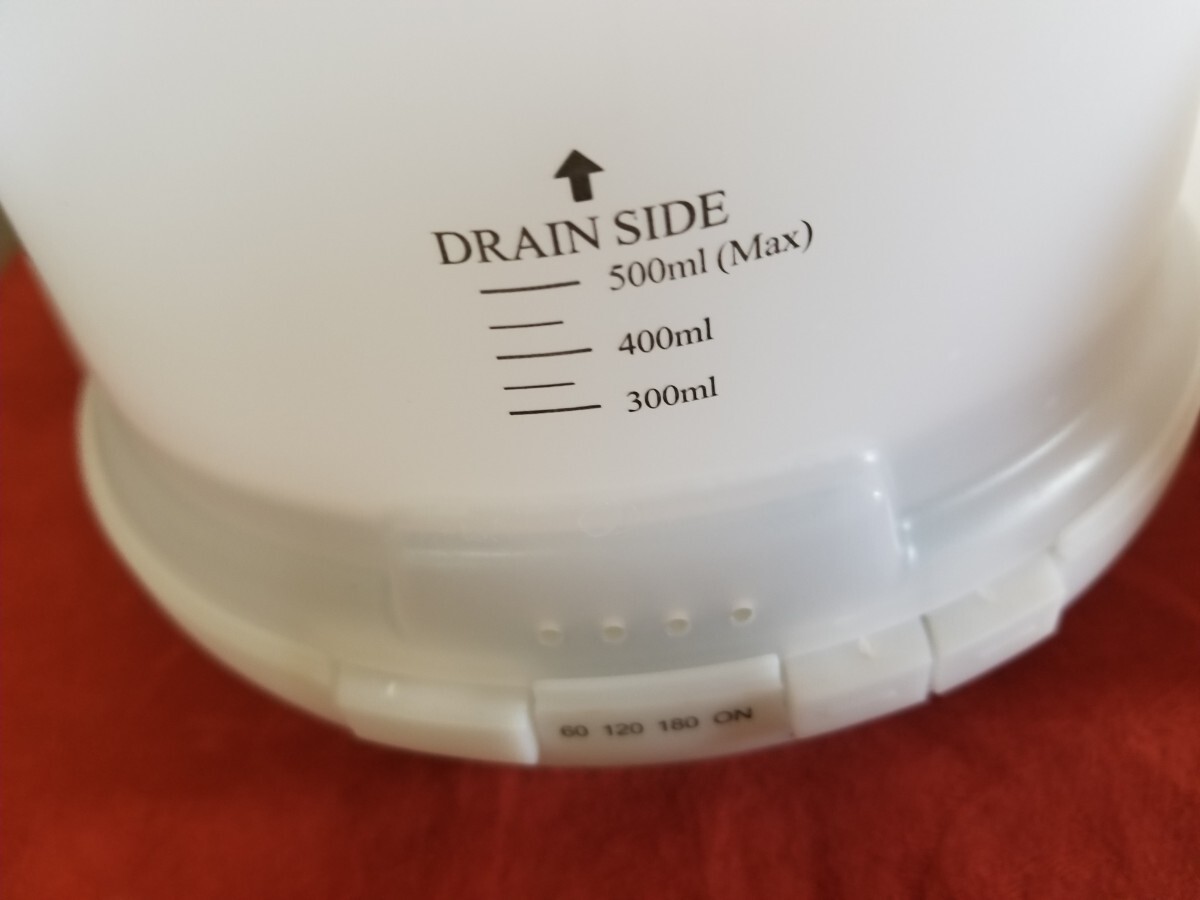 DRAIN SIDE
500ml (Max)
400ml
300ml
60 120 180 ON